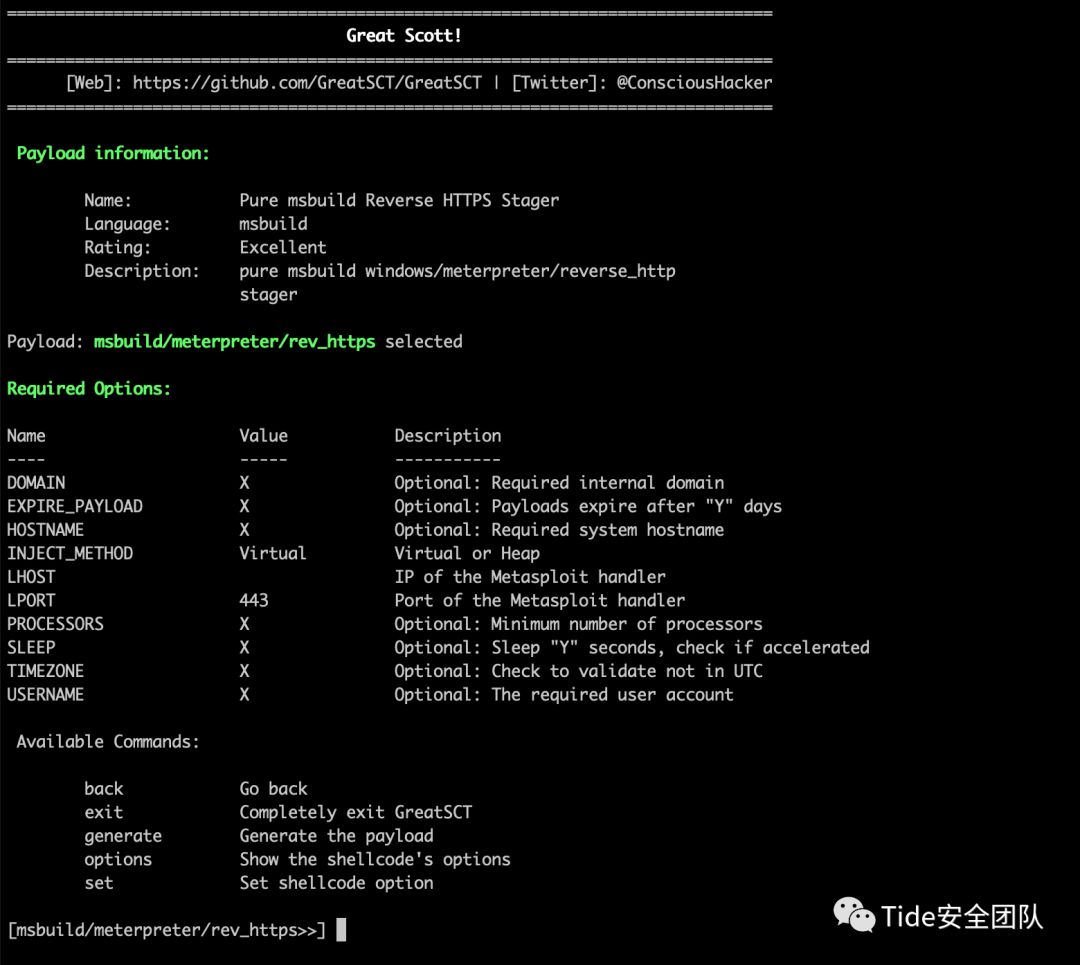 ===============================================================================
Great Scott!
===============================================================================
[Web]: https://github.com/GreatSCT/GreatSCT | [Twitter]: @ConsciousHacker
===============================================================================
Payload information:
Name: Pure msbuild Reverse HTTPS Stager
Language: msbuild
Rating: Excellent
Description: pure msbuild windows/meterpreter/reverse_http
stager
Payload: msbuild/meterpreter/rev_https selected
Required Options:
Name Value Description
---- ----- -----------
DOMAIN X Optional: Required internal domain
EXPIRE_PAYLOAD X Optional: Payloads expire after "Y" days
HOSTNAME X Optional: Required system hostname
INJECT_METHOD Virtual Virtual or Heap
LHOST IP of the Metasploit handler
LPORT 443 Port of the Metasploit handler
PROCESSORS X Optional: Minimum number of processors
SLEEP X Optional: Sleep "Y" seconds, check if accelerated
TIMEZONE X Optional: Check to validate not in UTC
USERNAME X Optional: The required user account
Available Commands:
back Go back
exit Completely exit GreatSCT
generate Generate the payload
options Show the shellcode's options
set Set shellcode option
[msbuild/meterpreter/rev_https>>]
Tide安全团队